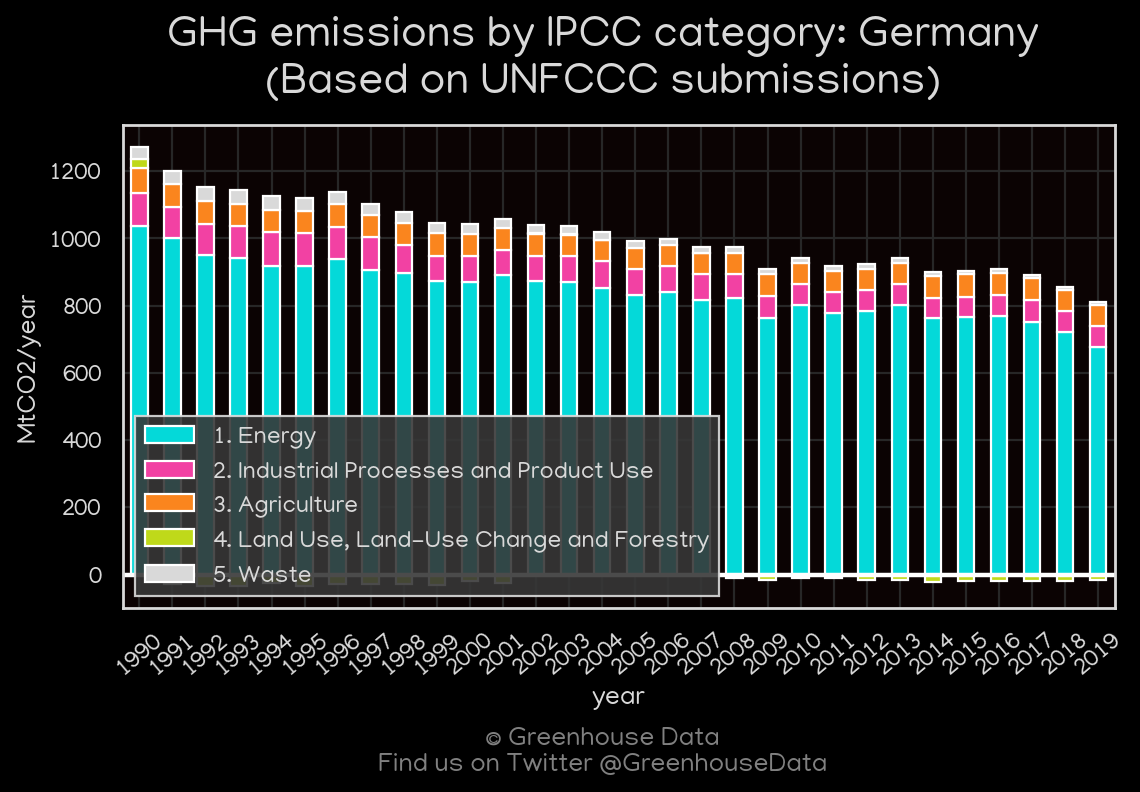 GHG emissions by IPCC category: Germany
(Based on UNFCCC submissions)
MtCO2/year
1200
1000
800
600
400
200
0
1. Energy
2. Industrial Processes and Product Use
3. Agriculture
4. Land Use, Land-Use Change and Forestry
5. Waste
1990 1991 1992 1993 1994 1995 1996 1997 1998 1999 2000 2001 2002 2003 2004 2005 2006 2007 2008 2009 2010 2011 2012 2013 2014 2015 2016 2017 2018 2019
year
© Greenhouse Data
Find us on Twitter @GreenhouseData